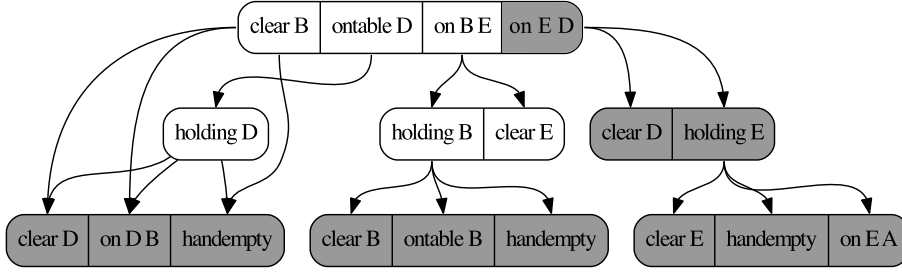 clear B ontable D on B E on E D
holding D holding B clear E clear D holding E
clear D on D B handempty clear B ontable B handempty clear E handempty on E A